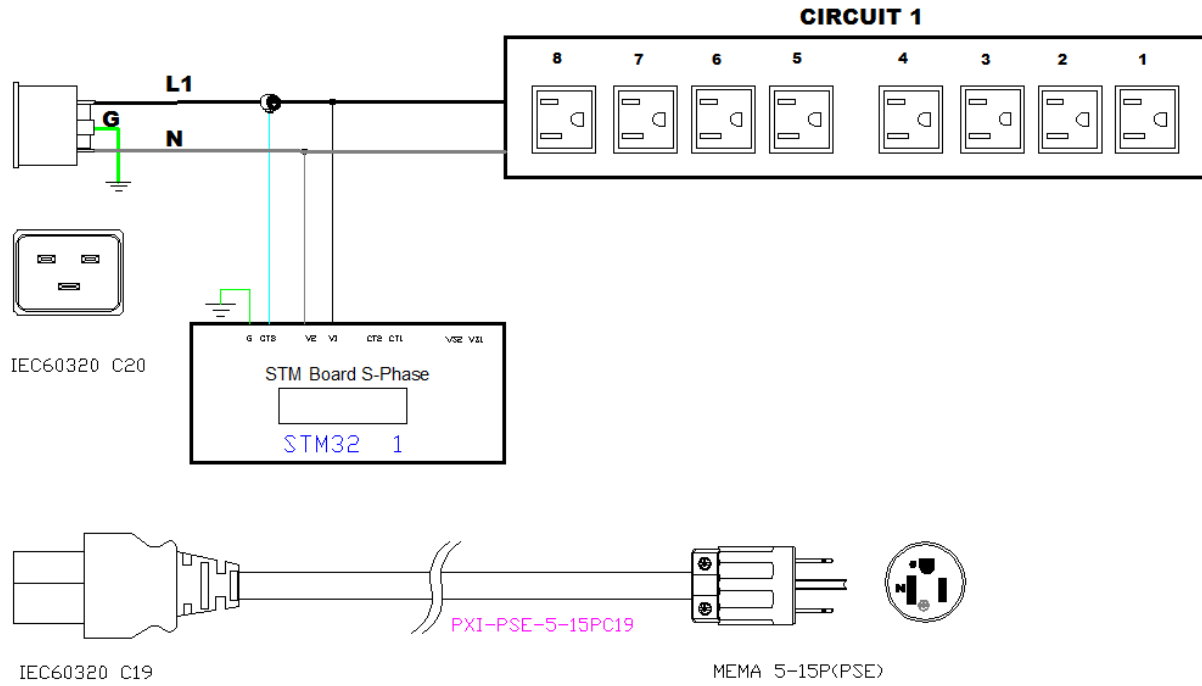 CIRCUIT 1
8 7 6 5 4 3 2 1
L1
G
N
IEC60320 C20
G CT3 V2 V1 CT2 CT1 VS2 VS1
STM Board S-Phase
STM32 1
PXI-PSE-5-15PC19
N
IEC60320 C19
MEMA 5-15P(PSE)